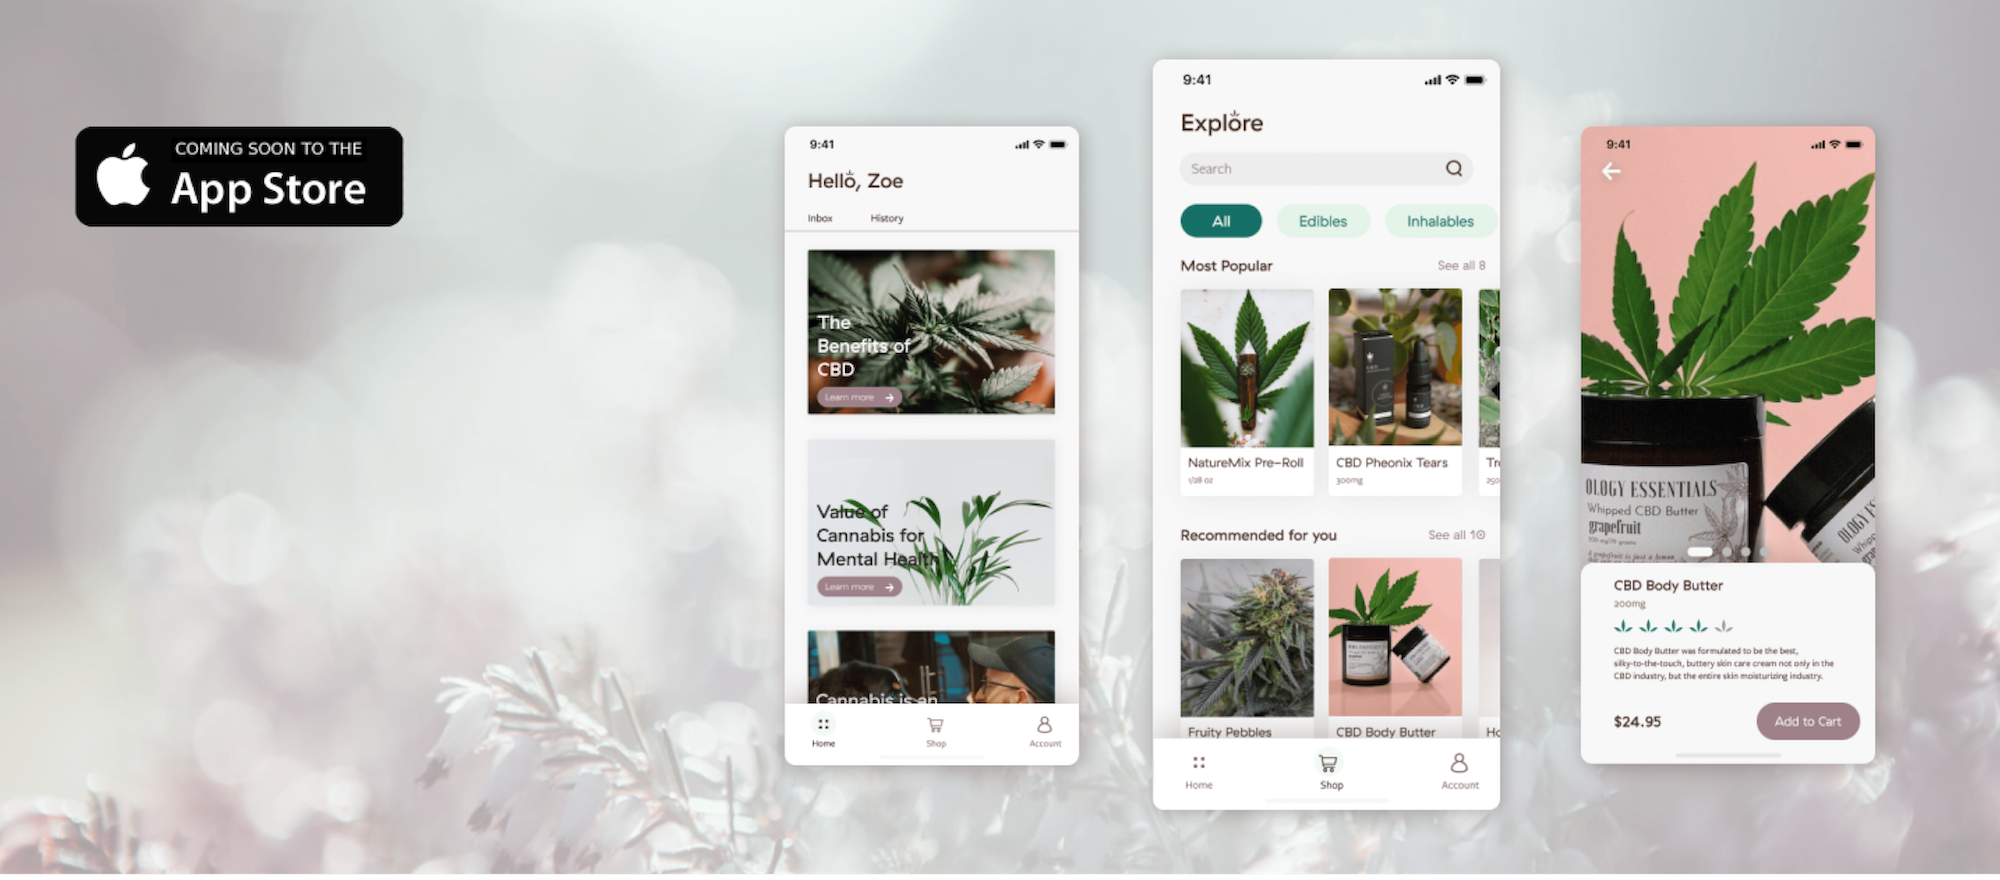 COMING SOON TO THE
App Store
9:41
Hello, Zoe
Inbox History
The
Benefits of
CBD
Learn more
Value of
Cannabis for
Mental Health
Learn more
Cannabis is an
Home Shop Account
9:41
Explore
Search
All Edibles Inhalables
Most Popular See all 8
NatureMix Pre-Roll CBD Pheonix Tears
1/28 oz 300mg
Recommended for you See all 10
Fruity Pebbles CBD Body Butter
Home Shop Account
9:41
OLOGY ESSENTIALS
Whipped CBD Butter
grapefruit
CBD Body Butter
200mg
CBD Body Butter was formulated to be the best,
silky-to-the-touch, buttery skin care cream not only in the
CBD industry, but the entire skin moisturizing industry.
$24.95 Add to Cart